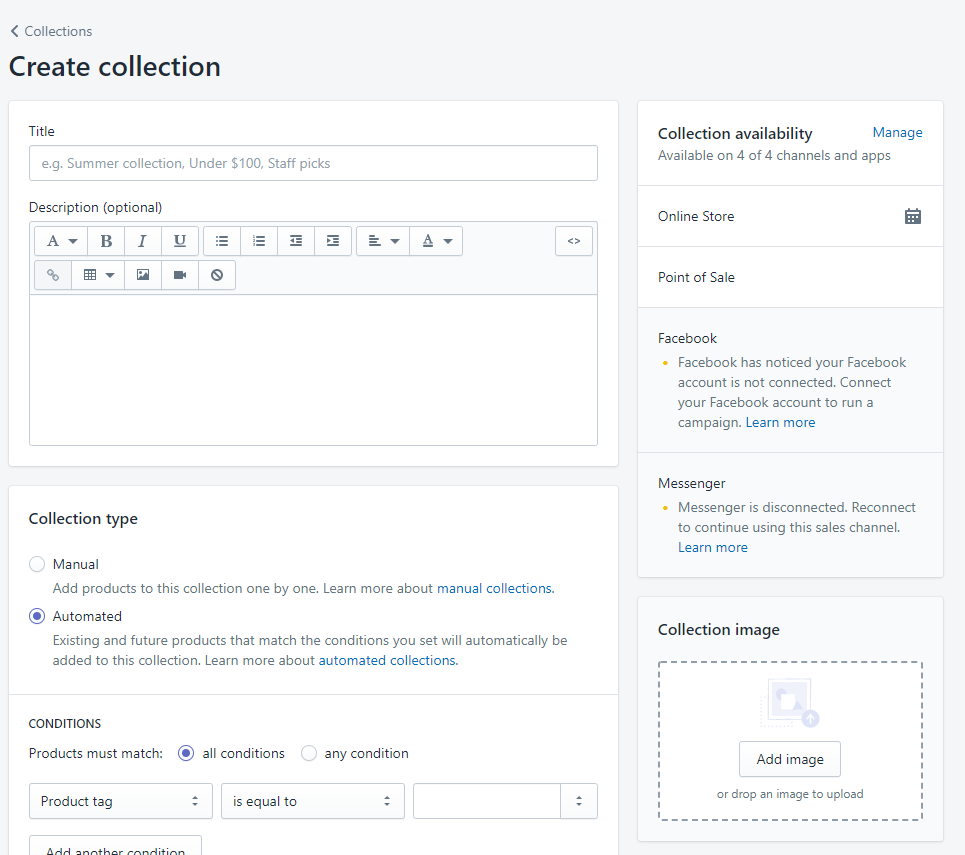 Collections
Create collection
Title
e.g. Summer collection, Under $100, Staff picks
Description (optional)
A B I U A <>
Collection type
Manual
Add products to this collection one by one. Learn more about manual collections.
Automated
Existing and future products that match the conditions you set will automatically be
added to this collection. Learn more about automated collections.
CONDITIONS
Products must match: all conditions any condition
Product tag is equal to
Add another condition
Collection availability Manage
Available on 4 of 4 channels and apps
Online Store
Point of Sale
Facebook
• Facebook has noticed your Facebook
account is not connected. Connect
your Facebook account to run a
campaign. Learn more
Messenger
• Messenger is disconnected. Reconnect
to continue using this sales channel.
Learn more
Collection image
Add image
or drop an image to upload